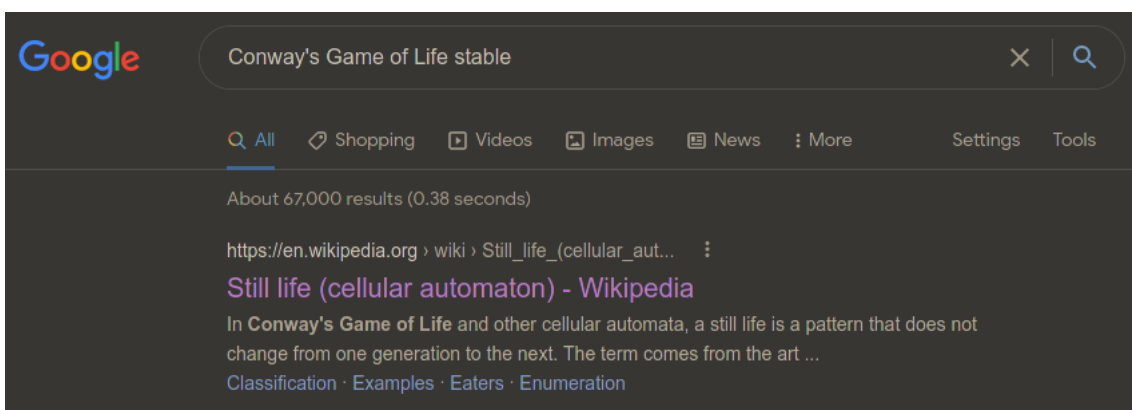 Google Conway's Game of Life stable
All Shopping Videos Images News More Settings Tools
About 67,000 results (0.38 seconds)
https://en.wikipedia.org › wiki › Still_life_(cellular_aut...
Still life (cellular automaton) - Wikipedia
In Conway's Game of Life and other cellular automata, a still life is a pattern that does not
change from one generation to the next. The term comes from the art ...
Classification · Examples · Eaters · Enumeration